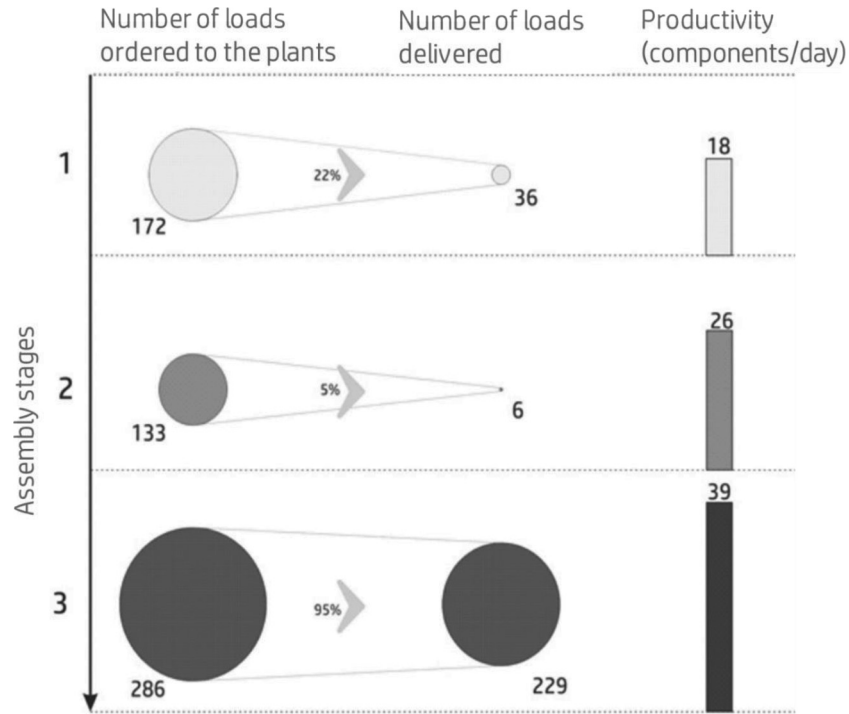 Number of loads
ordered to the plants
Number of loads
delivered
Productivity
(components/day)
Assembly stages
1
172
22%
36
18
2
133
5%
6
26
3
286
95%
229
39